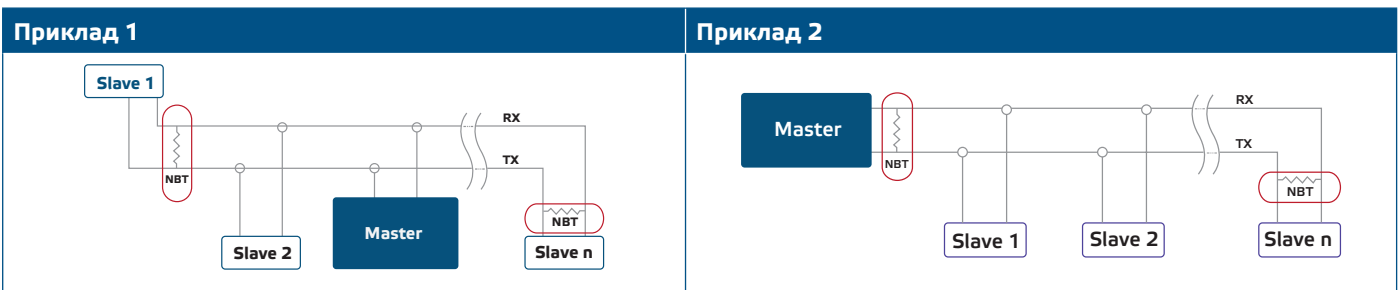 Приклад 1
Slave 1
RX
TX
NBT
NBT
Master
Slave 2
Slave n
Приклад 2
RX
Master
TX
NBT
NBT
Slave 1
Slave 2
Slave n